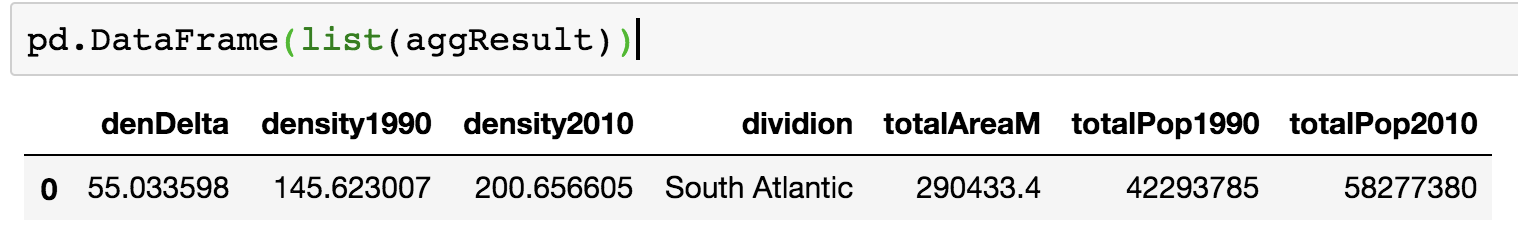 pd.DataFrame(list(aggResult))
denDelta density1990 density2010 dividion totalAreaM totalPop1990 totalPop2010
0 55.033598 145.623007 200.656605 South Atlantic 290433.4 42293785 58277380